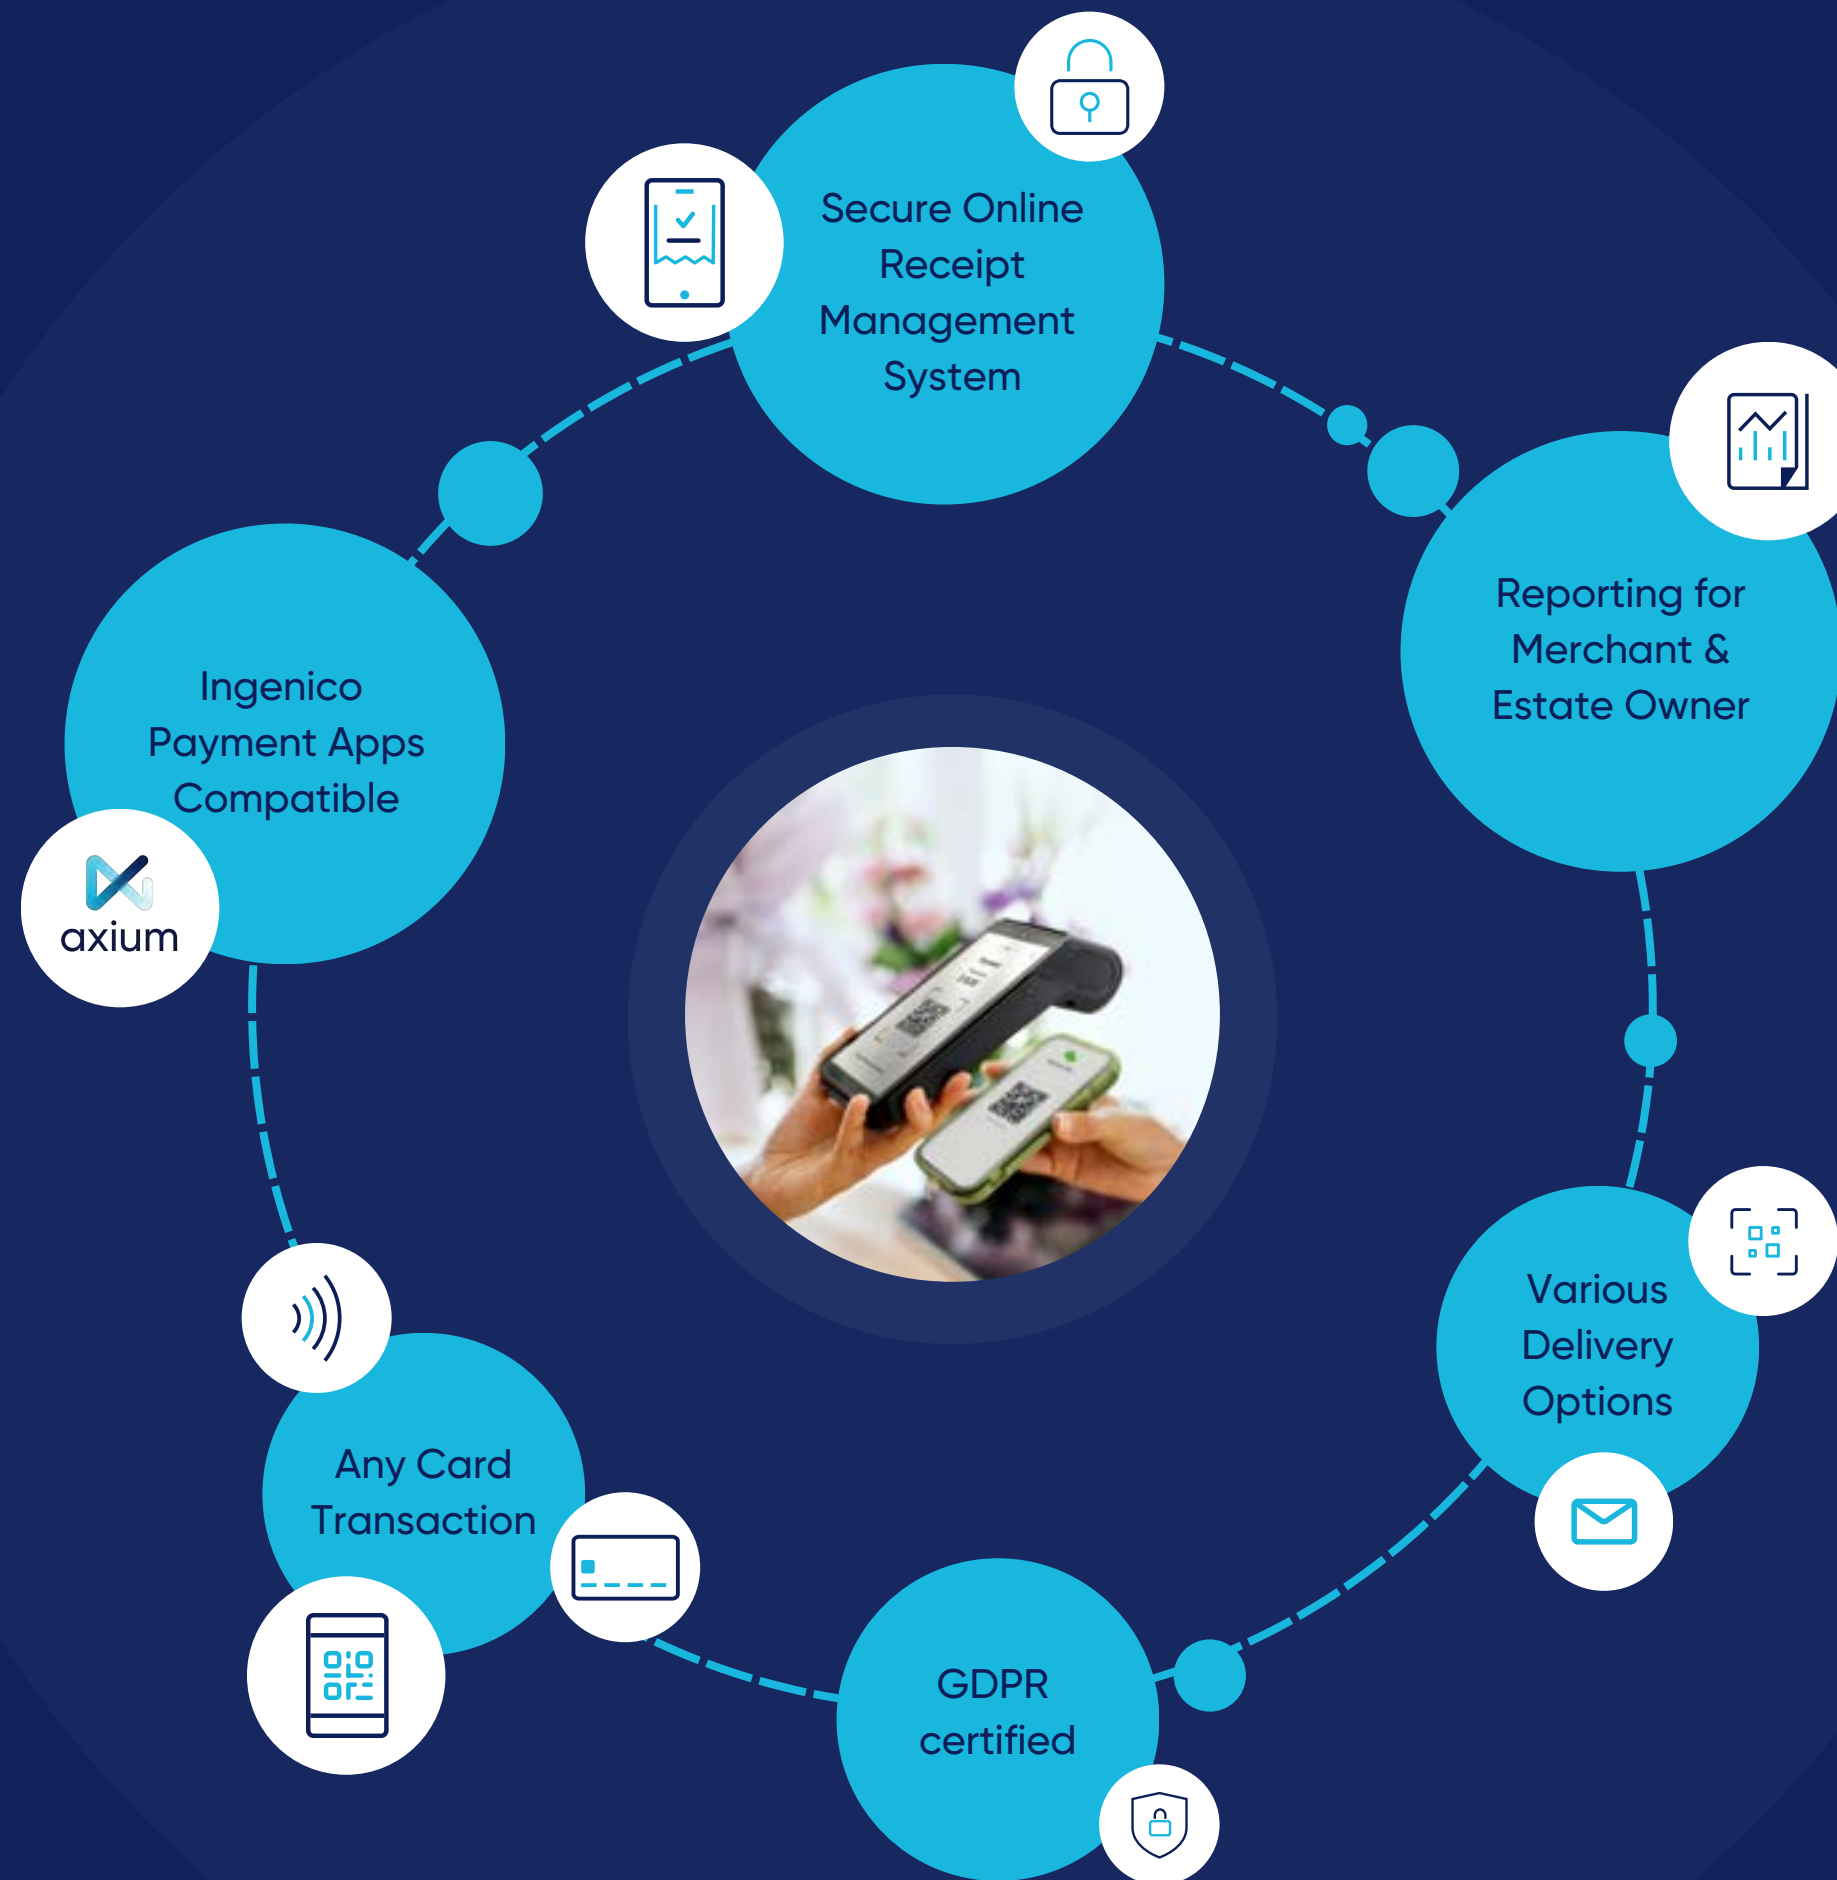 Secure Online
Receipt
Management
System
Reporting for
Merchant &
Estate Owner
Ingenico
Payment Apps
Compatible
axium
Various
Delivery
Options
Any Card
Transaction
GDPR
certified